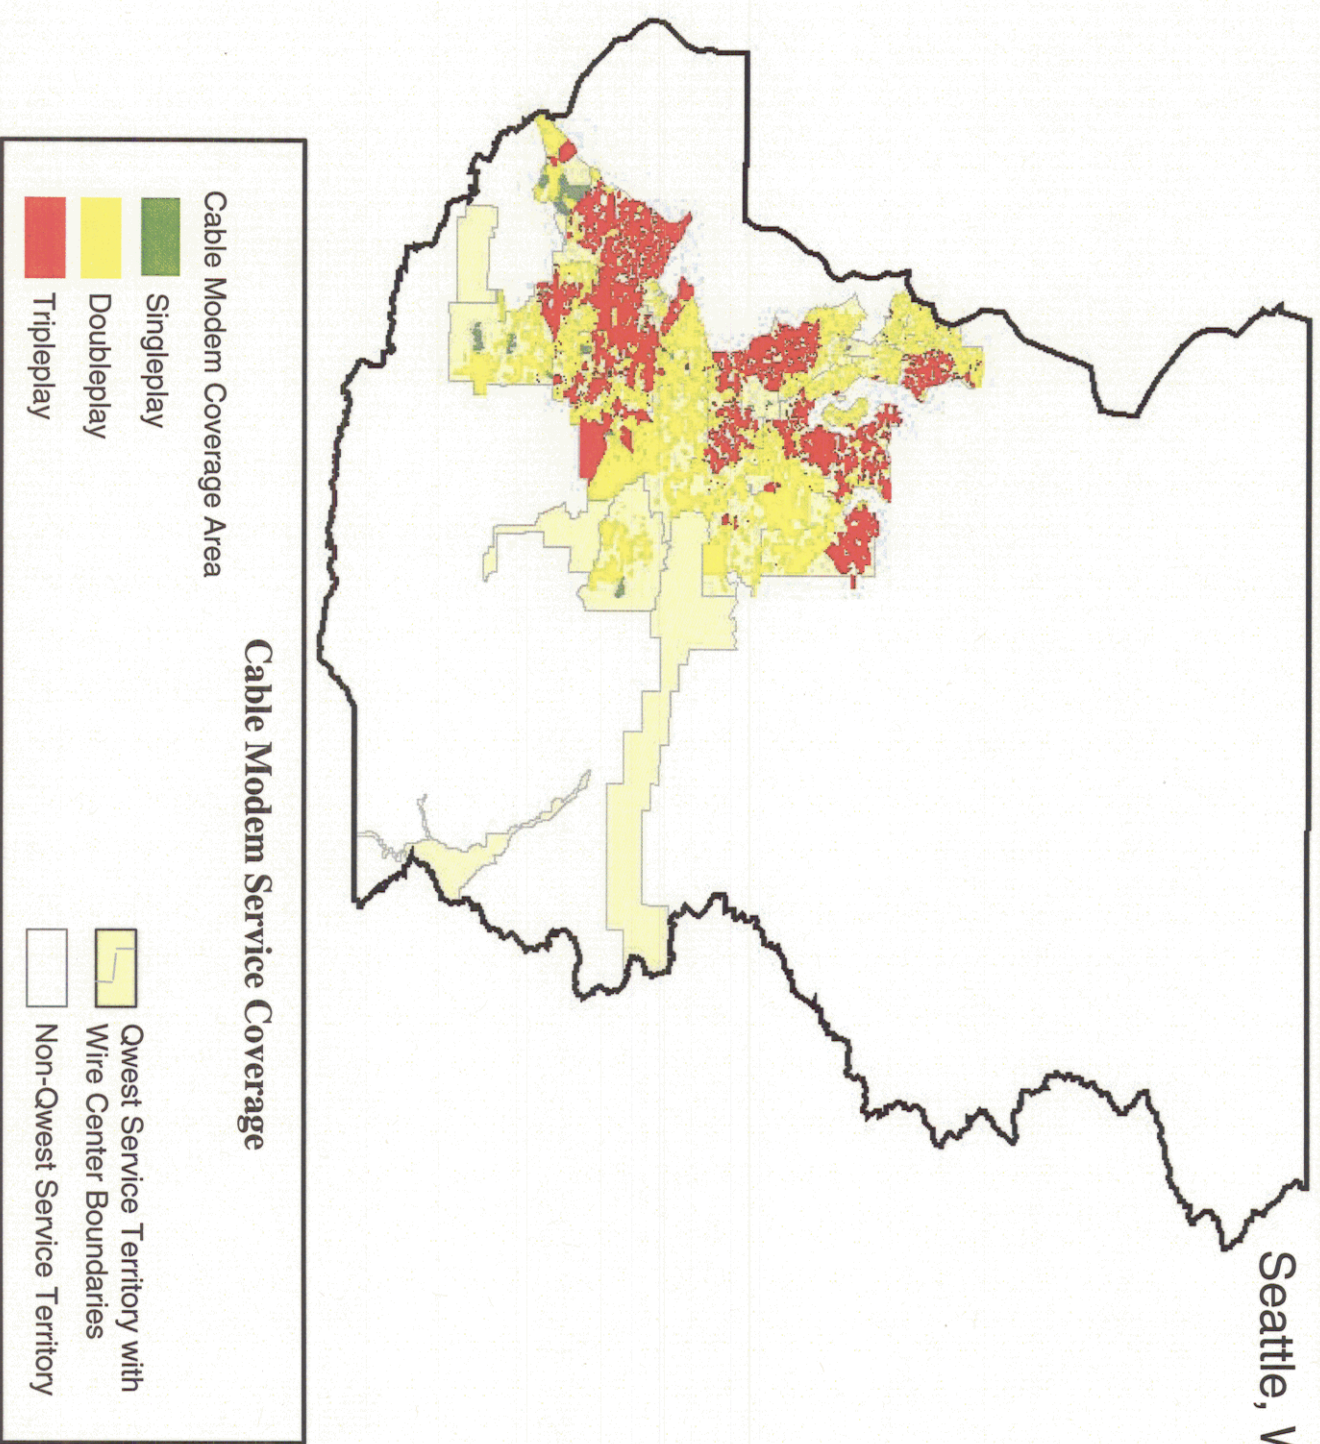 Seattle, W
Cable Modem Service Coverage
Cable Modem Coverage Area
Singleplay
Doubleplay
Tripleplay
Qwest Service Territory with
Wire Center Boundaries
Non-Qwest Service Territory